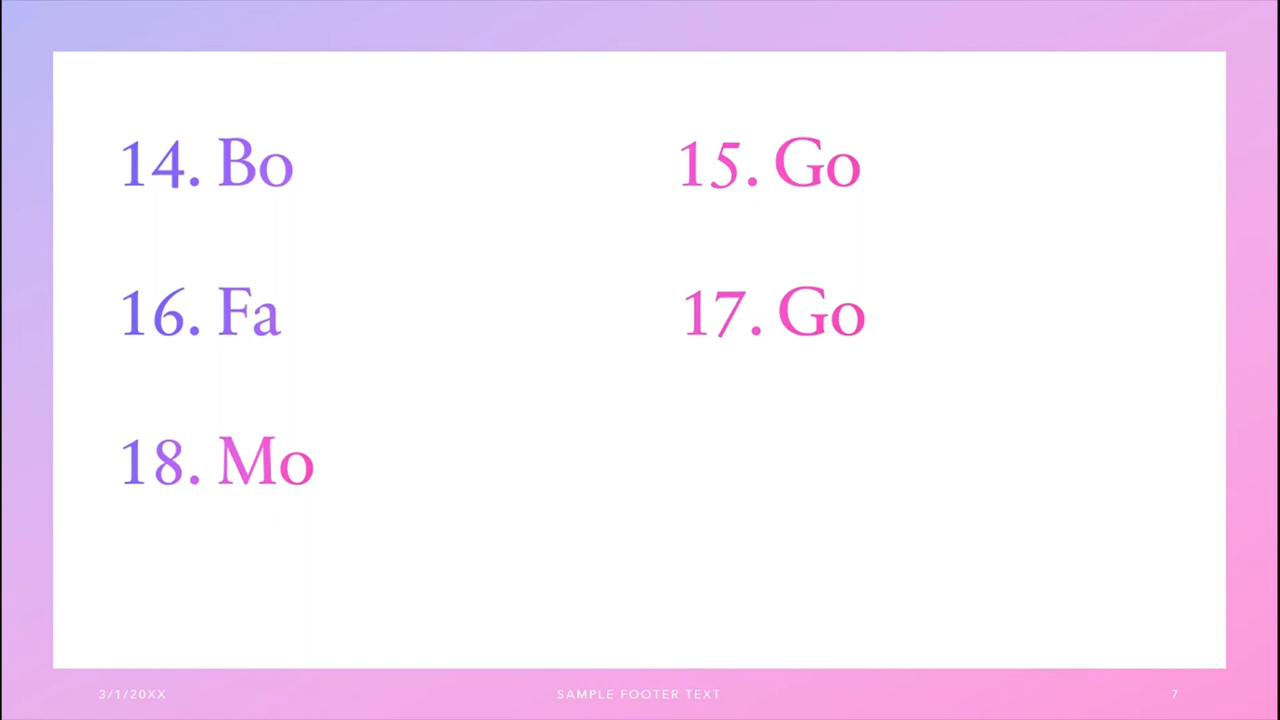 14. Bo 15. Go
16. Fa 17. Go
18. Mo
3/1/20XX SAMPLE FOOTER TEXT 7